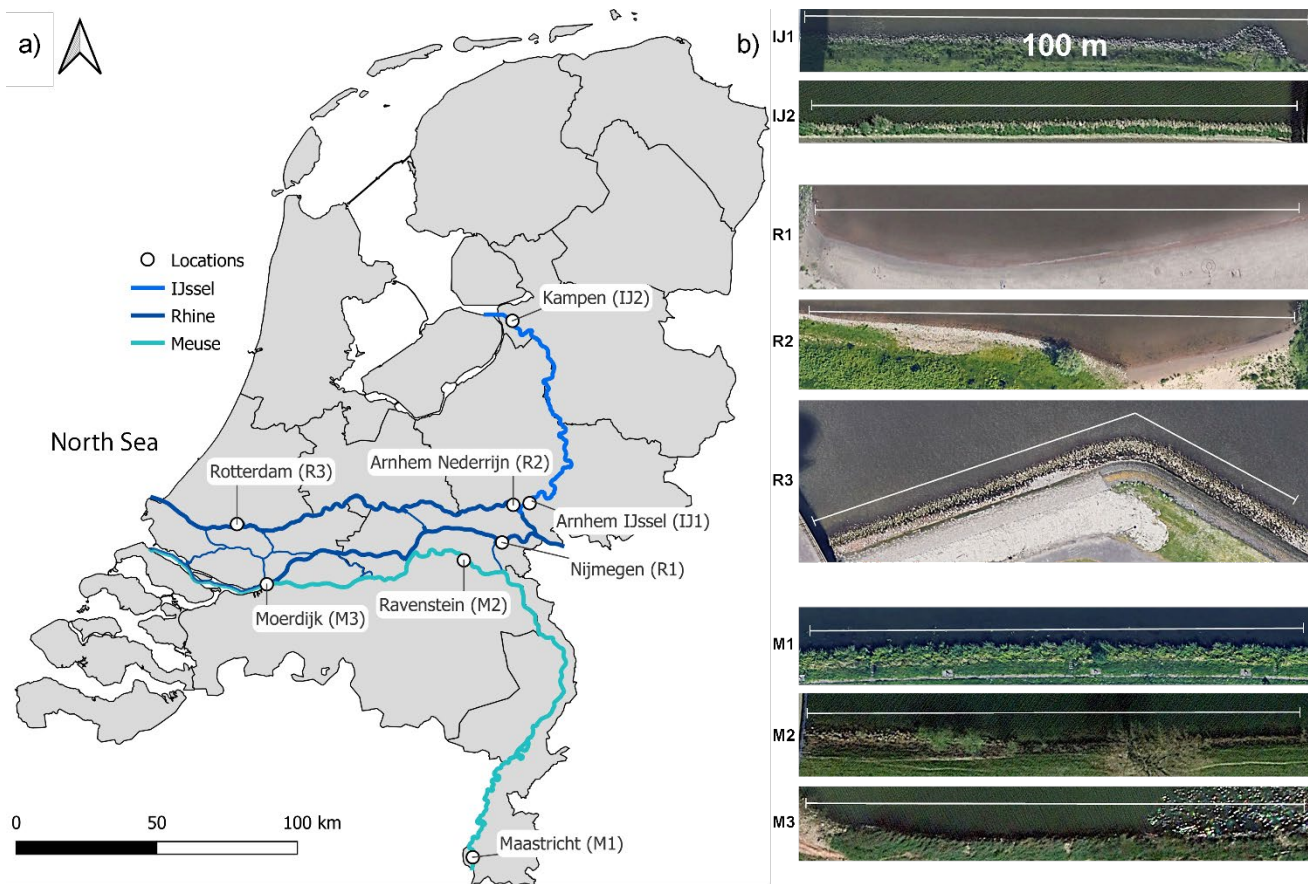 a)
Locations
IJssel
Rhine
Meuse
North Sea
Kampen (IJ2)
Rotterdam (R3)
Arnhem Nederrijn (R2)
Arnhem IJssel (IJ1)
Nijmegen (R1)
Ravenstein (M2)
Moerdijk (M3)
Maastricht (M1)
0 50 100 km
b)
IJ1
100 m
IJ2
R1
R2
R3
M1
M2
M3